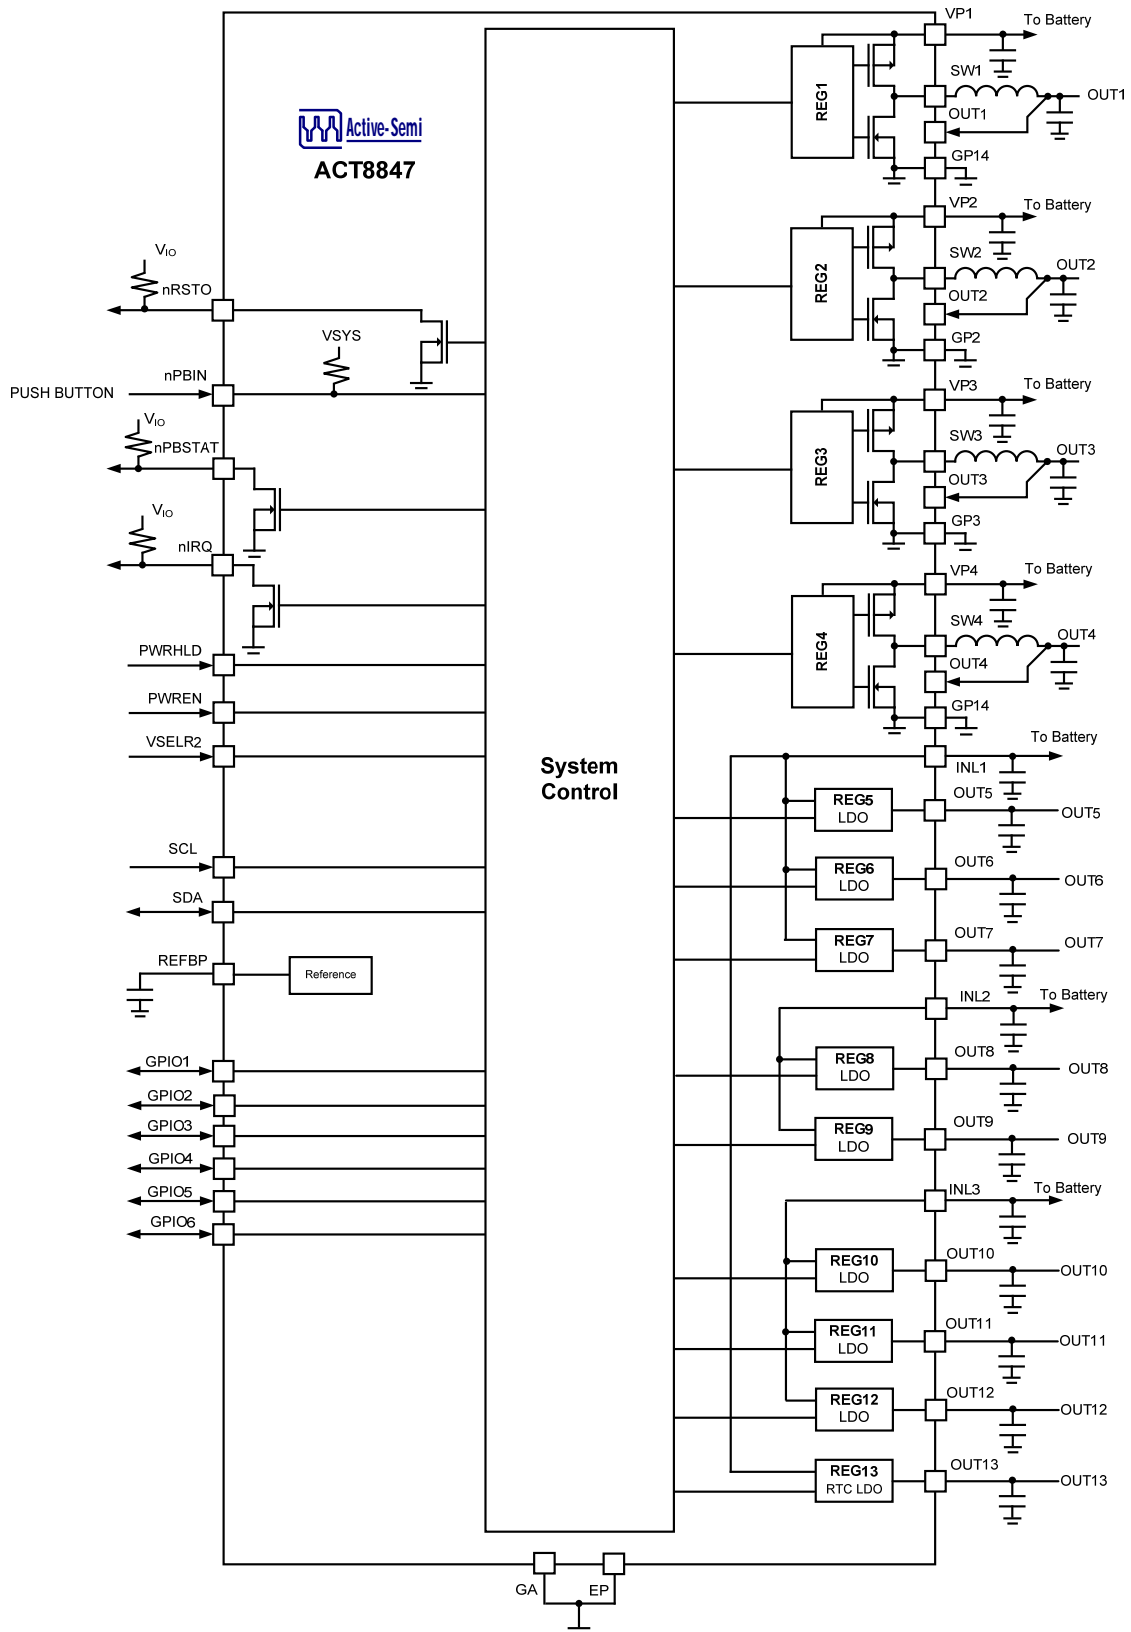 Active-Semi
ACT8847
VIO
nRSTO
VSYS
nPBIN
PUSH BUTTON
VIO
nPBSTAT
VIO
nIRQ
PWRHLD
PWREN
VSELR2
SCL
SDA
REFBP
Reference
GPIO1
GPIO2
GPIO3
GPIO4
GPIO5
GPIO6
System
Control
GA
EP
REG1
VP1
To Battery
SW1
OUT1
OUT1
GP14
REG2
VP2
To Battery
SW2
OUT2
OUT2
GP2
REG3
VP3
To Battery
SW3
OUT3
OUT3
GP3
REG4
VP4
To Battery
SW4
OUT4
OUT4
GP14
To Battery
INL1
REG5
LDO
OUT5
OUT5
REG6
LDO
OUT6
OUT6
REG7
LDO
OUT7
OUT7
INL2
To Battery
REG8
LDO
OUT8
OUT8
REG9
LDO
OUT9
OUT9
INL3
To Battery
REG10
LDO
OUT10
OUT10
REG11
LDO
OUT11
OUT11
REG12
LDO
OUT12
OUT12
REG13
RTC LDO
OUT13
OUT13